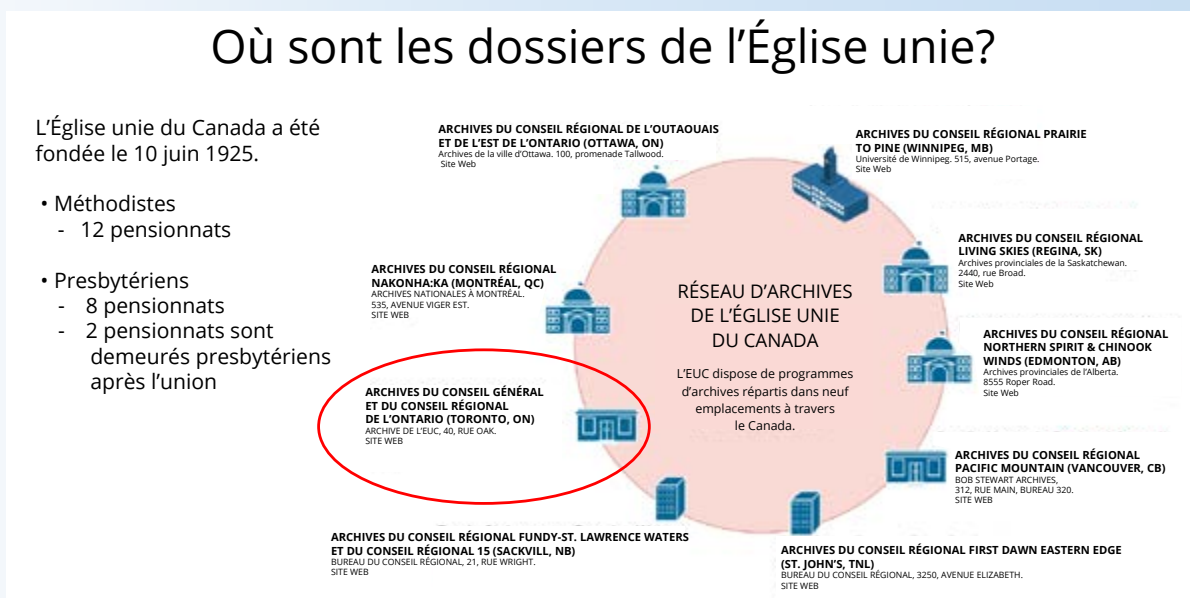 Où sont les dossiers de l’Église unie?
L’Église unie du Canada a été
fondée le 10 juin 1925.
• Méthodistes
- 12 pensionnats
• Presbytériens
- 8 pensionnats
- 2 pensionnats sont
demeurés presbytériens
après l’union
ARCHIVES DU CONSEIL RÉGIONAL DE L’OUTAOUAIS
ET DE L’EST DE L’ONTARIO (OTTAWA, ON)
Archives de la ville d’Ottawa. 100, promenade Tallwood.
Site Web
ARCHIVES DU CONSEIL RÉGIONAL PRAIRIE
TO PINE (WINNIPEG, MB)
Université de Winnipeg. 515, avenue Portage.
Site Web
ARCHIVES DU CONSEIL RÉGIONAL
LIVING SKIES (REGINA, SK)
Archives provinciales de la Saskatchewan.
2440, rue Broad.
Site Web
ARCHIVES DU CONSEIL RÉGIONAL
NAKONHA:KA (MONTRÉAL, QC)
ARCHIVES NATIONALES À MONTRÉAL.
535, AVENUE VIGER EST.
SITE WEB
RÉSEAU D’ARCHIVES
DE L’ÉGLISE UNIE
DU CANADA
L’EUC dispose de programmes
d’archives répartis dans neuf
emplacements à travers
le Canada.
ARCHIVES DU CONSEIL RÉGIONAL
NORTHERN SPIRIT & CHINOOK
WINDS (EDMONTON, AB)
Archives provinciales de l’Alberta.
8555 Roper Road.
Site Web
ARCHIVES DU CONSEIL GÉNÉRAL
ET DU CONSEIL RÉGIONAL
DE L’ONTARIO (TORONTO, ON)
ARCHIVE DE L’EUC, 40, RUE OAK.
SITE WEB
ARCHIVES DU CONSEIL RÉGIONAL
PACIFIC MOUNTAIN (VANCOUVER, CB)
BOB STEWART ARCHIVES,
312, RUE MAIN, BUREAU 320.
SITE WEB
ARCHIVES DU CONSEIL RÉGIONAL FUNDY-ST. LAWRENCE WATERS
ET DU CONSEIL RÉGIONAL 15 (SACKVILL, NB)
BUREAU DU CONSEIL RÉGIONAL, 21, RUE WRIGHT.
SITE WEB
ARCHIVES DU CONSEIL RÉGIONAL FIRST DAWN EASTERN EDGE
(ST. JOHN’S, TNL)
BUREAU DU CONSEIL RÉGIONAL, 3250, AVENUE ELIZABETH.
SITE WEB